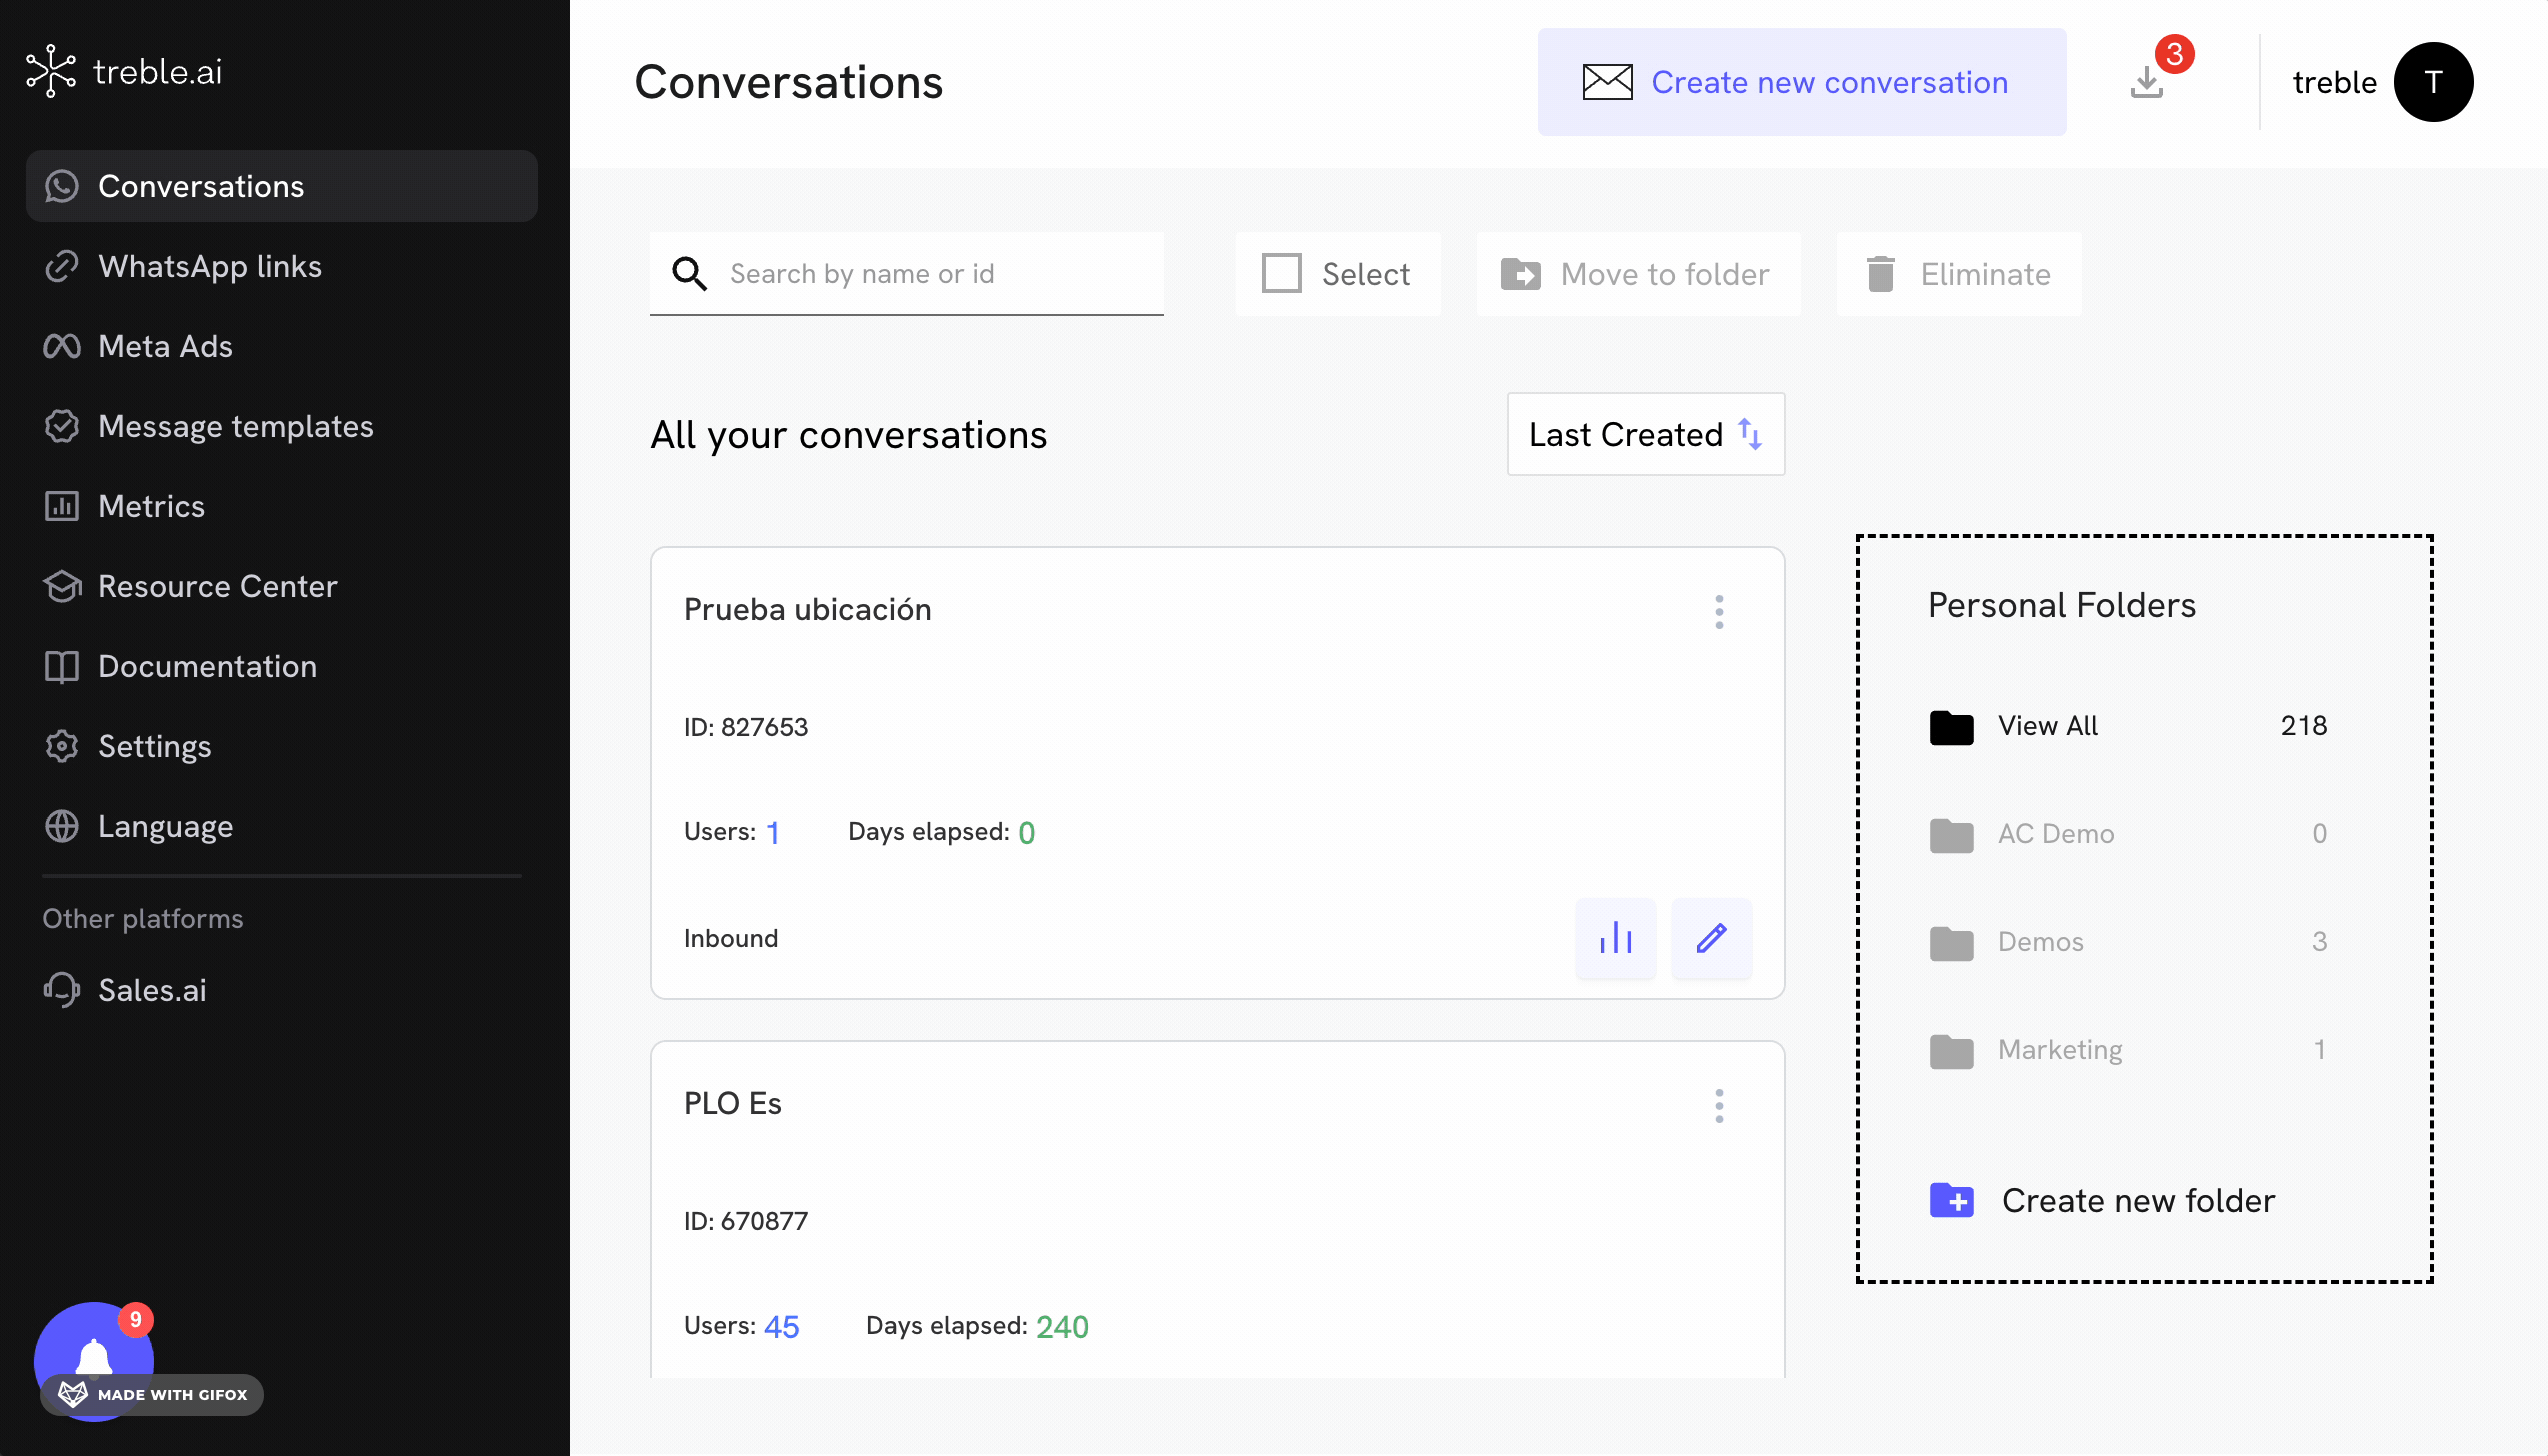 treble.ai
Conversations
WhatsApp links
Meta Ads
Message templates
Metrics
Resource Center
Documentation
Settings
Language
Other platforms
Sales.ai
9
MADE WITH GIFOX
Conversations
Create new conversation
3
treble
T
Search by name or id
Select
Move to folder
Eliminate
All your conversations
Last Created
Prueba ubicación
ID: 827653
Users: 1 Days elapsed: 0
Inbound
PLO Es
ID: 670877
Users: 45 Days elapsed: 240
Personal Folders
View All 218
AC Demo 0
Demos 3
Marketing 1
Create new folder